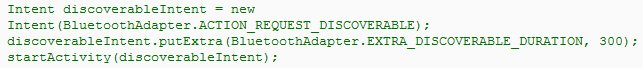 Intent discoverableIntent = new
Intent(BluetoothAdapter.ACTION_REQUEST_DISCOVERABLE);
discoverableIntent.putExtra(BluetoothAdapter.EXTRA_DISCOVERABLE_DURATION, 300);
startActivity(discoverableIntent);